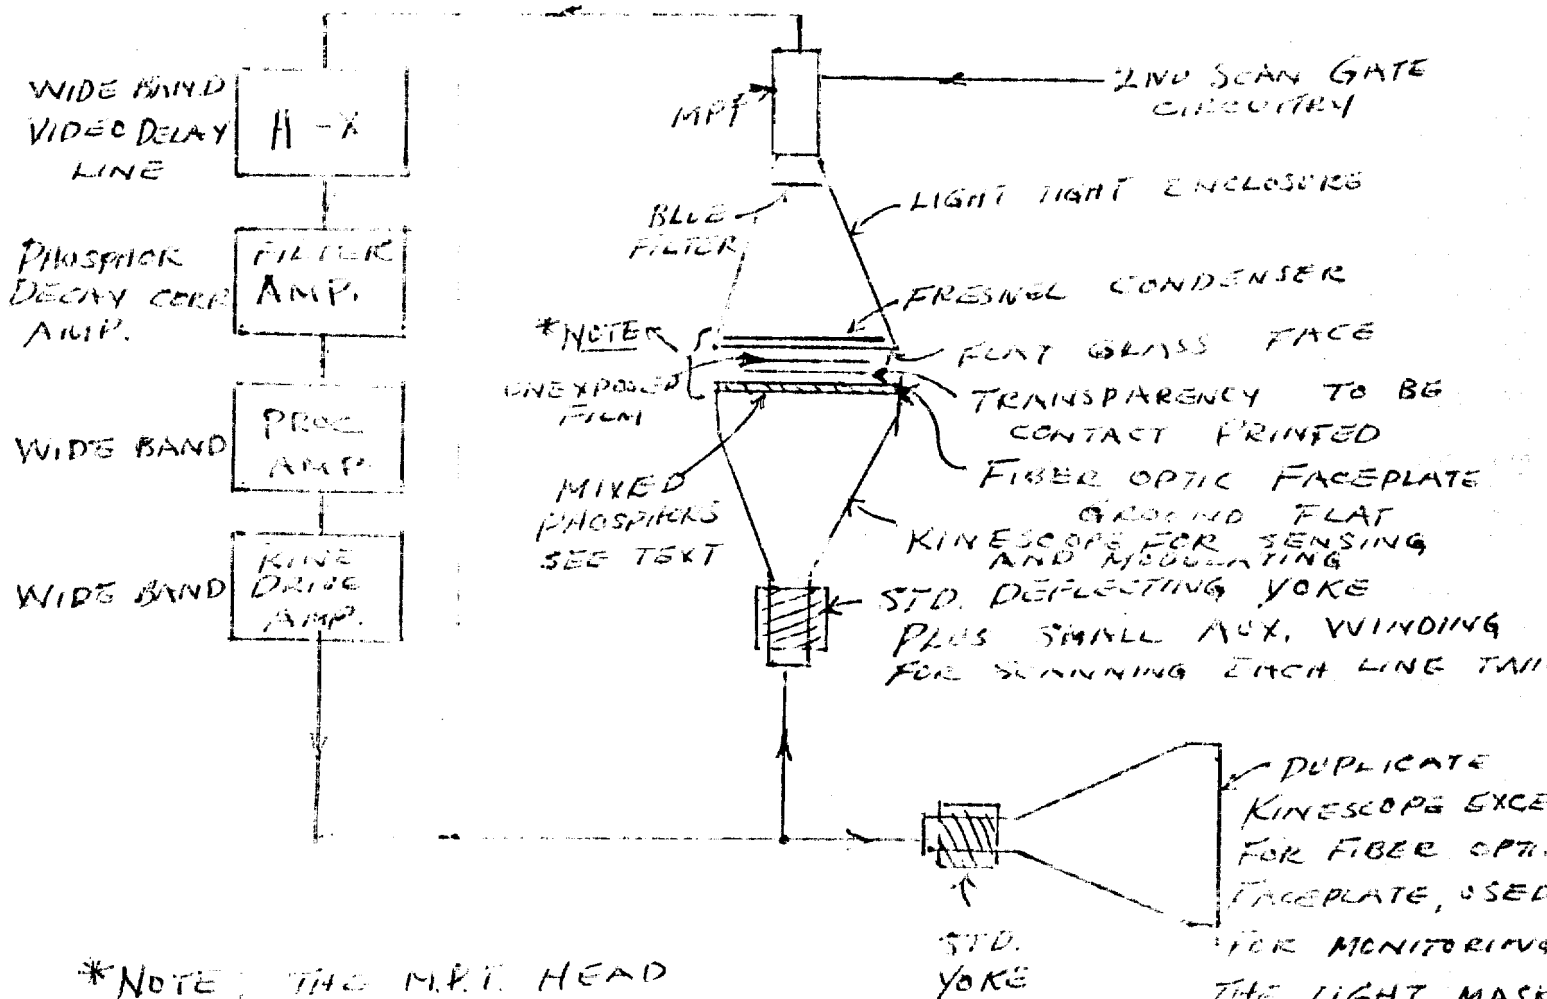 WIDE BAND
VIDEO DELAY
LINE
H - X
MPT
2ND SCAN GATE
CIRCUITRY
BLUE
FILTER
LIGHT TIGHT ENCLOSURE
PHOSPHOR
DECAY CORR
AMP.
FILTER
AMP.
FRESNEL CONDENSER
*NOTE
FLAT GLASS FACE
UNEXPOSED
FILM
TRANSPARENCY TO BE
CONTACT PRINTED
WIDE BAND
PROC
AMP.
MIXED
PHOSPHORS
SEE TEXT
FIBER OPTIC FACEPLATE
GROUND FLAT
KINESCOPE FOR SENSING
AND MODULATING
WIDE BAND
KINE
DRIVE
AMP.
STD. DEFLECTING YOKE
PLUS SMALL AUX. WINDING
FOR SCANNING EACH LINE
DUPLICATE
KINESCOPE EXCE
FOR FIBER OPTI
FACEPLATE, USED
FOR MONITORING
THE LIGHT MASK
STD.
YOKE
*NOTE: THE M.P.T. HEAD